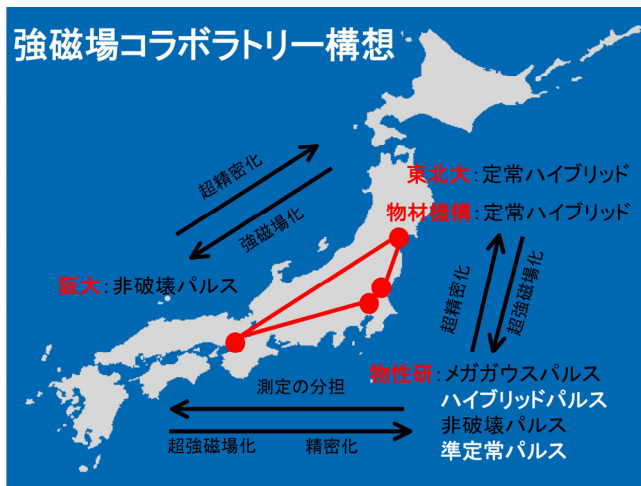 強磁場コラボラトリー構想
超精密化
強磁場化
東北大：定常ハイブリッド
物材機構：定常ハイブリッド
阪大：非破壊パルス
超精密化
超強磁場化
物性研：メガガウスパルス
ハイブリッドパルス
非破壊パルス
準定常パルス
測定の分担
超強磁場化 精密化